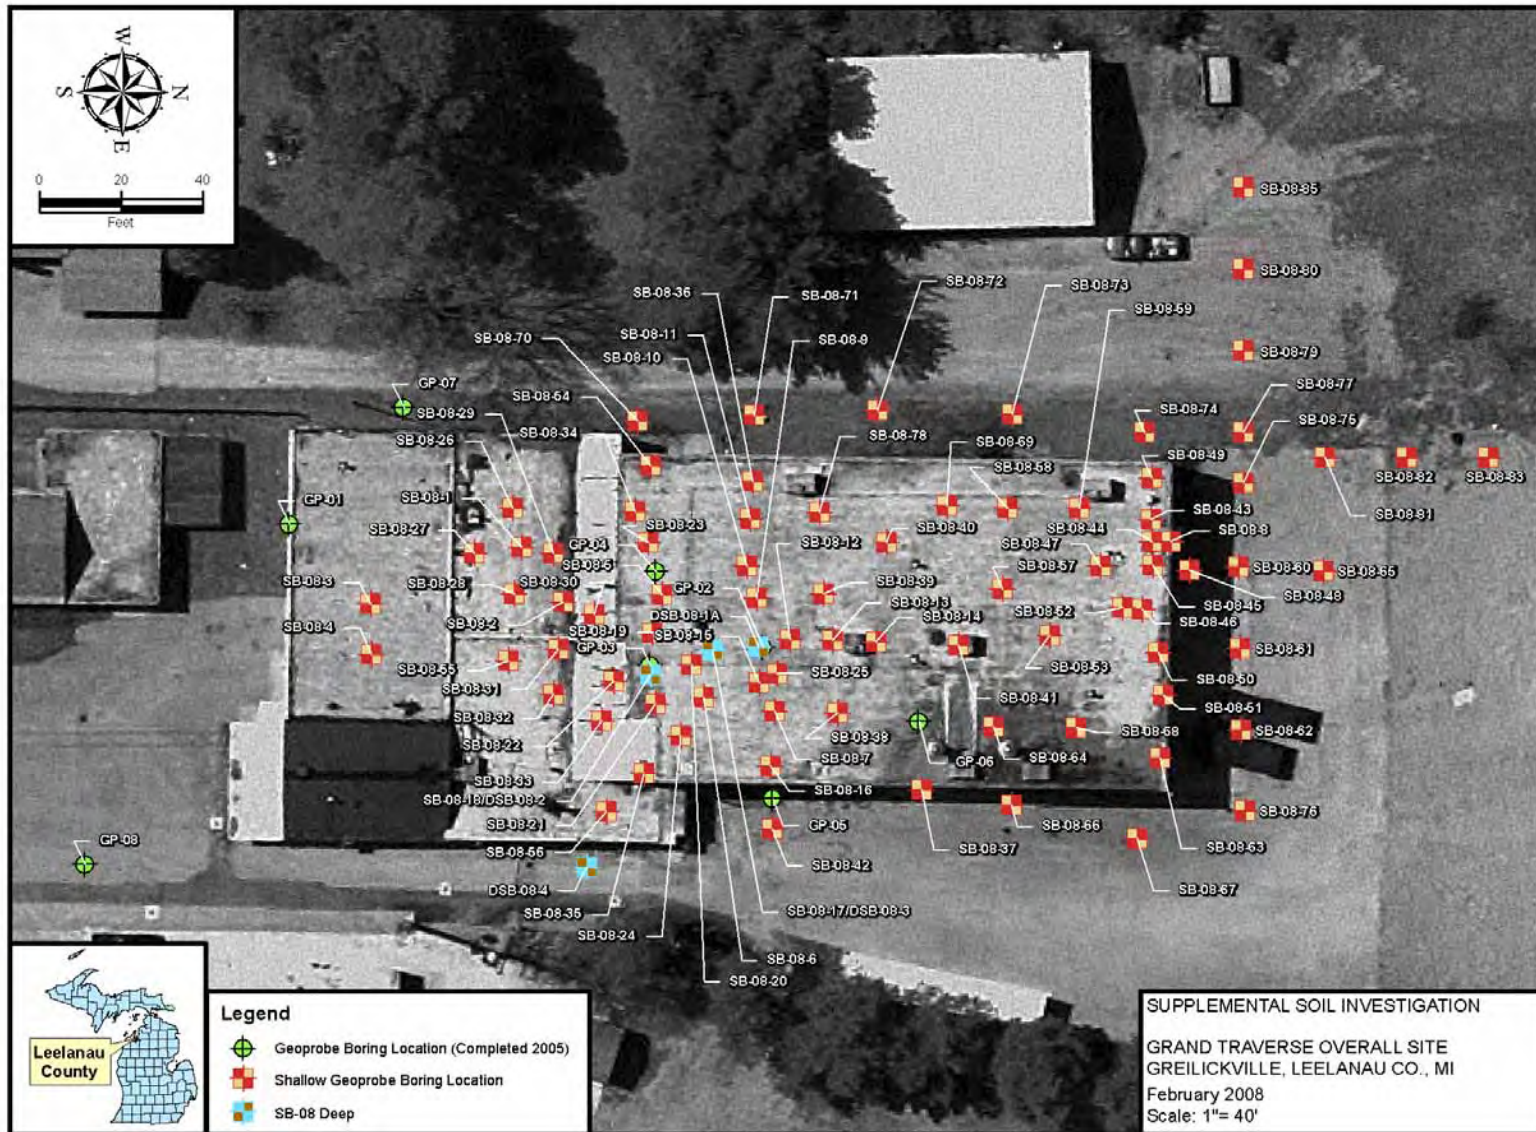 W
S
N
E
0
20
40
Feet
SB-08-85
SB-08-80
SB-08-79
SB-08-36
SB-08-71
SB-08-72
SB-08-73
SB-08-59
SB-08-11
SB-08-70
SB-08-10
SB-08-9
GP-07
SB-08-54
SB-08-77
SB-08-29
SB-08-74
SB-08-75
SB-08-26
SB-08-34
SB-08-78
SB-08-69
SB-08-49
SB-08-58
SB-08-82
SB-08-83
SB-08-81
GP-01
SB-08-1
SB-08-43
SB-08-23
SB-08-40
SB-08-44
SB-08-8
SB-08-27
GP-04
SB-08-12
SB-08-47
SB-08-5
SB-08-57
SB-08-60
SB-08-65
SB-08-3
SB-08-28
SB-08-30
GP-02
SB-08-39
SB-08-48
SB-08-13
SB-08-52
SB-08-45
DSB-08-1A
SB-08-14
SB-08-46
SB-08-2
SB-08-19
SB-08-15
SB-08-4
GP-03
SB-08-53
SB-08-61
SB-08-55
SB-08-25
SB-08-50
SB-08-31
SB-08-41
SB-08-51
SB-08-32
SB-08-62
SB-08-22
SB-08-38
SB-08-68
SB-08-7
GP-06
SB-08-64
SB-08-33
SB-08-16
SB-08-18/DSB-08-2
SB-08-76
SB-08-21
GP-05
SB-08-66
SB-08-56
SB-08-42
SB-08-37
SB-08-63
GP-08
DSB-08-4
SB-08-67
SB-08-35
SB-08-17/DSB-08-3
SB-08-24
SB-08-6
SB-08-20
Leelanau
County
Legend
Geoprobe Boring Location (Completed 2005)
Shallow Geoprobe Boring Location
SB-08 Deep
SUPPLEMENTAL SOIL INVESTIGATION
GRAND TRAVERSE OVERALL SITE
GREILICKVILLE, LEELANAU CO., MI
February 2008
Scale: 1"= 40'